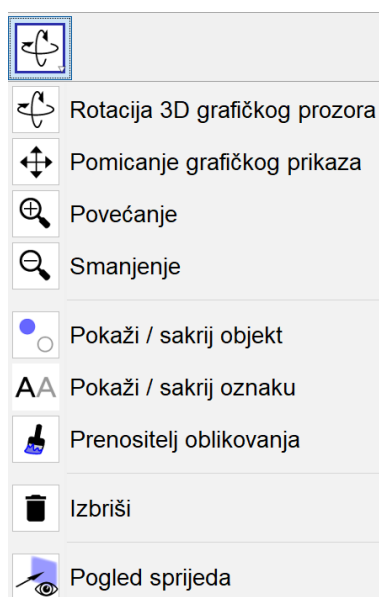 Rotacija 3D grafičkog prozora
Pomicanje grafičkog prikaza
Povećanje
Smanjenje
Pokaži / sakrij objekt
AA Pokaži / sakrij oznaku
Prenositelj oblikovanja
Izbriši
Pogled sprijeda